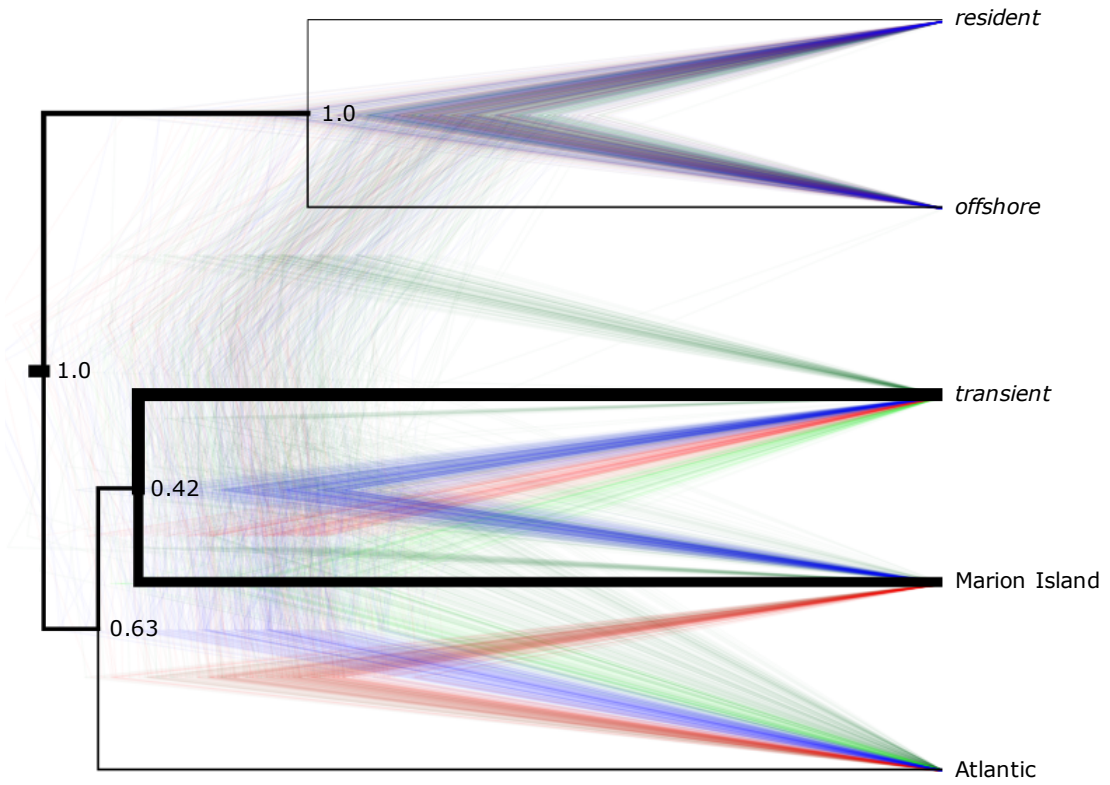 resident
1.0
offshore
1.0
transient
0.42
Marion Island
0.63
Atlantic